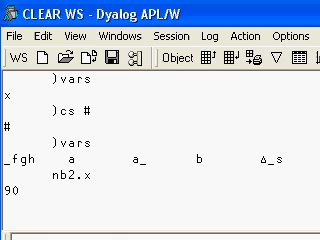 CLEAR WS - Dyalog APL/W
File Edit View Windows Session Log Action Options
WS Object
)vars
x
)cs #
#
)vars
_fgh a a_ b ∆_s
nb2.x
90